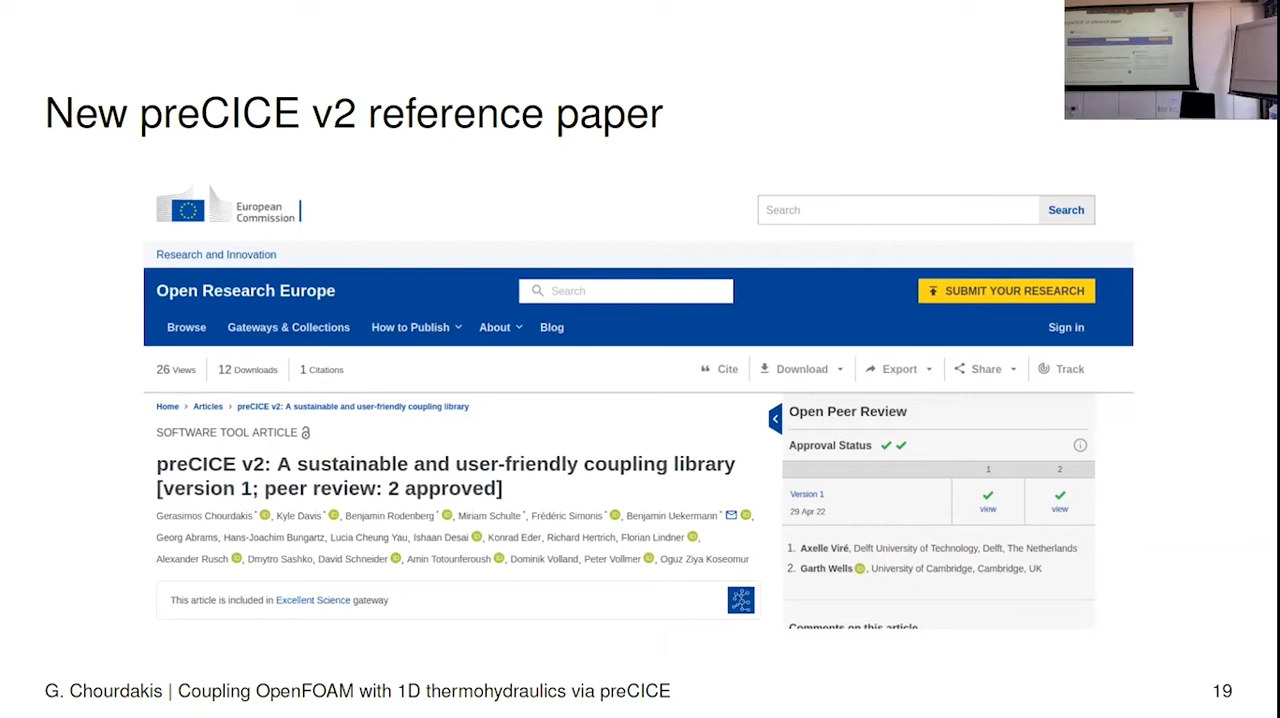 New preCICE v2 reference paper
European
Commission
Search
Search
Research and Innovation
Open Research Europe
Search
SUBMIT YOUR RESEARCH
Browse
Gateways & Collections
How to Publish
About
Blog
Sign in
26 Views
12 Downloads
1 Citations
Cite
Download
Export
Share
Track
Home › Articles › preCICE v2: A sustainable and user-friendly coupling library
SOFTWARE TOOL ARTICLE
preCICE v2: A sustainable and user-friendly coupling library
[version 1; peer review: 2 approved]
Gerasimos Chourdakis*, Kyle Davis*, Benjamin Rodenberg*, Miriam Schulte*, Frédéric Simonis*, Benjamin Uekermann*,
Georg Abrams, Hans-Joachim Bungartz, Lucia Cheung Yau, Ishaan Desai, Konrad Eder, Richard Hertrich, Florian Lindner,
Alexander Rusch, Dmytro Sashko, David Schneider, Amin Totounferoush, Dominik Volland, Peter Vollmer, Oguz Ziya Koseomur
This article is included in Excellent Science gateway
Open Peer Review
Approval Status
1 2
Version 1
29 Apr 22
view view
1. Axelle Viré, Delft University of Technology, Delft, The Netherlands
2. Garth Wells, University of Cambridge, Cambridge, UK
Comments on this article
G. Chourdakis | Coupling OpenFOAM with 1D thermohydraulics via preCICE
19